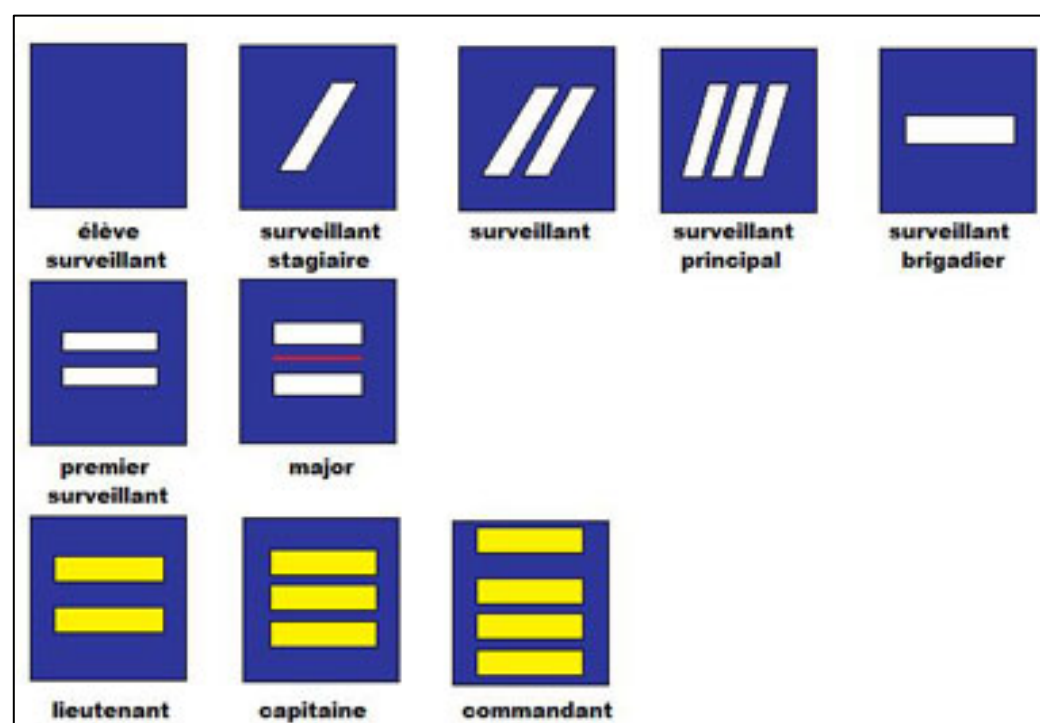 élève
surveillant
surveillant
stagiaire
surveillant
surveillant
principal
surveillant
brigadier
premier
surveillant
major
lieutenant
capitaine
commandant